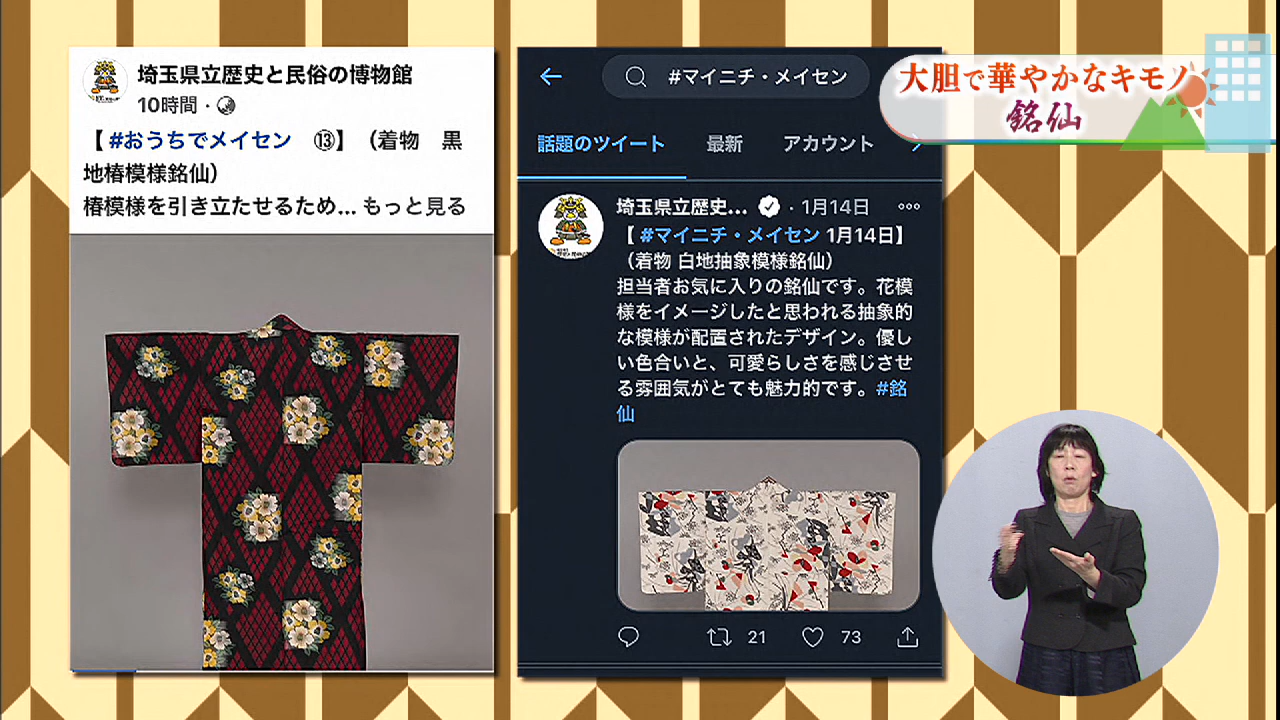 埼玉県立歴史と民俗の博物館
10時間・
【#おうちでメイセン ⑬】（着物 黒
地椿模様銘仙）
椿模様を引き立たせるため… もっと見る
#マイニチ・メイセン
話題のツイート 最新 アカウント
埼玉県立歴史… ・1月14日
【#マイニチ・メイセン 1月14日】
（着物 白地抽象模様銘仙）
担当者お気に入りの銘仙です。花模
様をイメージしたと思われる抽象的
な模様が配置されたデザイン。優し
い色合いと、可愛らしさを感じさせ
る雰囲気がとても魅力的です。#銘
仙
21 73
大胆で華やかなキモノ
銘仙